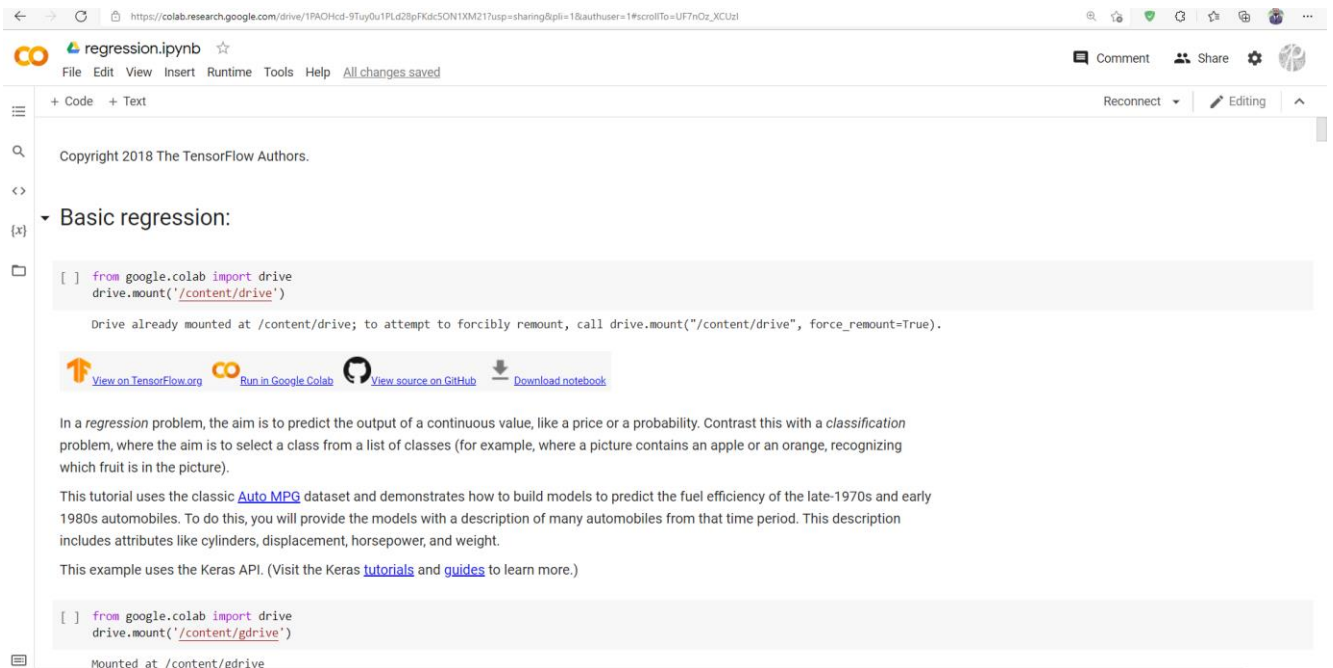 https://colab.research.google.com/drive/1PAOHcd-9Tuy0u1PLd28pFKdc5ON1XM21?usp=sharing&pli=1&authuser=1#scrollTo=UF7nOz_XCUzI
CO regression.ipynb
File Edit View Insert Runtime Tools Help All changes saved
Comment Share
+ Code + Text
Reconnect Editing
Copyright 2018 The TensorFlow Authors.
Basic regression:
[ ] from google.colab import drive
drive.mount('/content/drive')
Drive already mounted at /content/drive; to attempt to forcibly remount, call drive.mount("/content/drive", force_remount=True).
View on TensorFlow.org Run in Google Colab View source on GitHub Download notebook
In a regression problem, the aim is to predict the output of a continuous value, like a price or a probability. Contrast this with a classification
problem, where the aim is to select a class from a list of classes (for example, where a picture contains an apple or an orange, recognizing
which fruit is in the picture).
This tutorial uses the classic Auto MPG dataset and demonstrates how to build models to predict the fuel efficiency of the late-1970s and early
1980s automobiles. To do this, you will provide the models with a description of many automobiles from that time period. This description
includes attributes like cylinders, displacement, horsepower, and weight.
This example uses the Keras API. (Visit the Keras tutorials and guides to learn more.)
[ ] from google.colab import drive
drive.mount('/content/gdrive')
Mounted at /content/gdrive